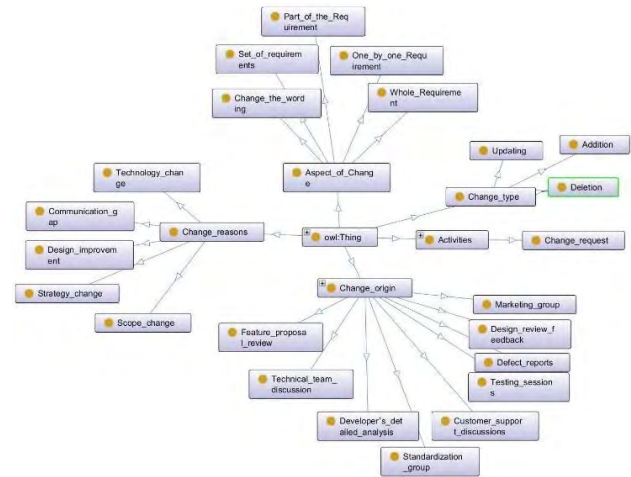 Part_of_the_Req
uirement
Set_of_requirem
ents
One_by_one_Requ
irement
Change_the_word
ing
Whole_Requireme
nt
Updating
Addition
Technology_chan
ge
Aspect_of_Chang
e
Deletion
Change_type
Communication_g
ap
Change_reasons
owl:Thing
Activities
Change_request
Design_improvem
ent
Strategy_change
Change_origin
Marketing_group
Scope_change
Feature_proposa
l_review
Design_review_f
eedback
Defect_reports
Technical_team_
discussion
Testing_session
s
Developer's_det
ailed_analysis
Customer_suppor
t_discussions
Standardization
_group